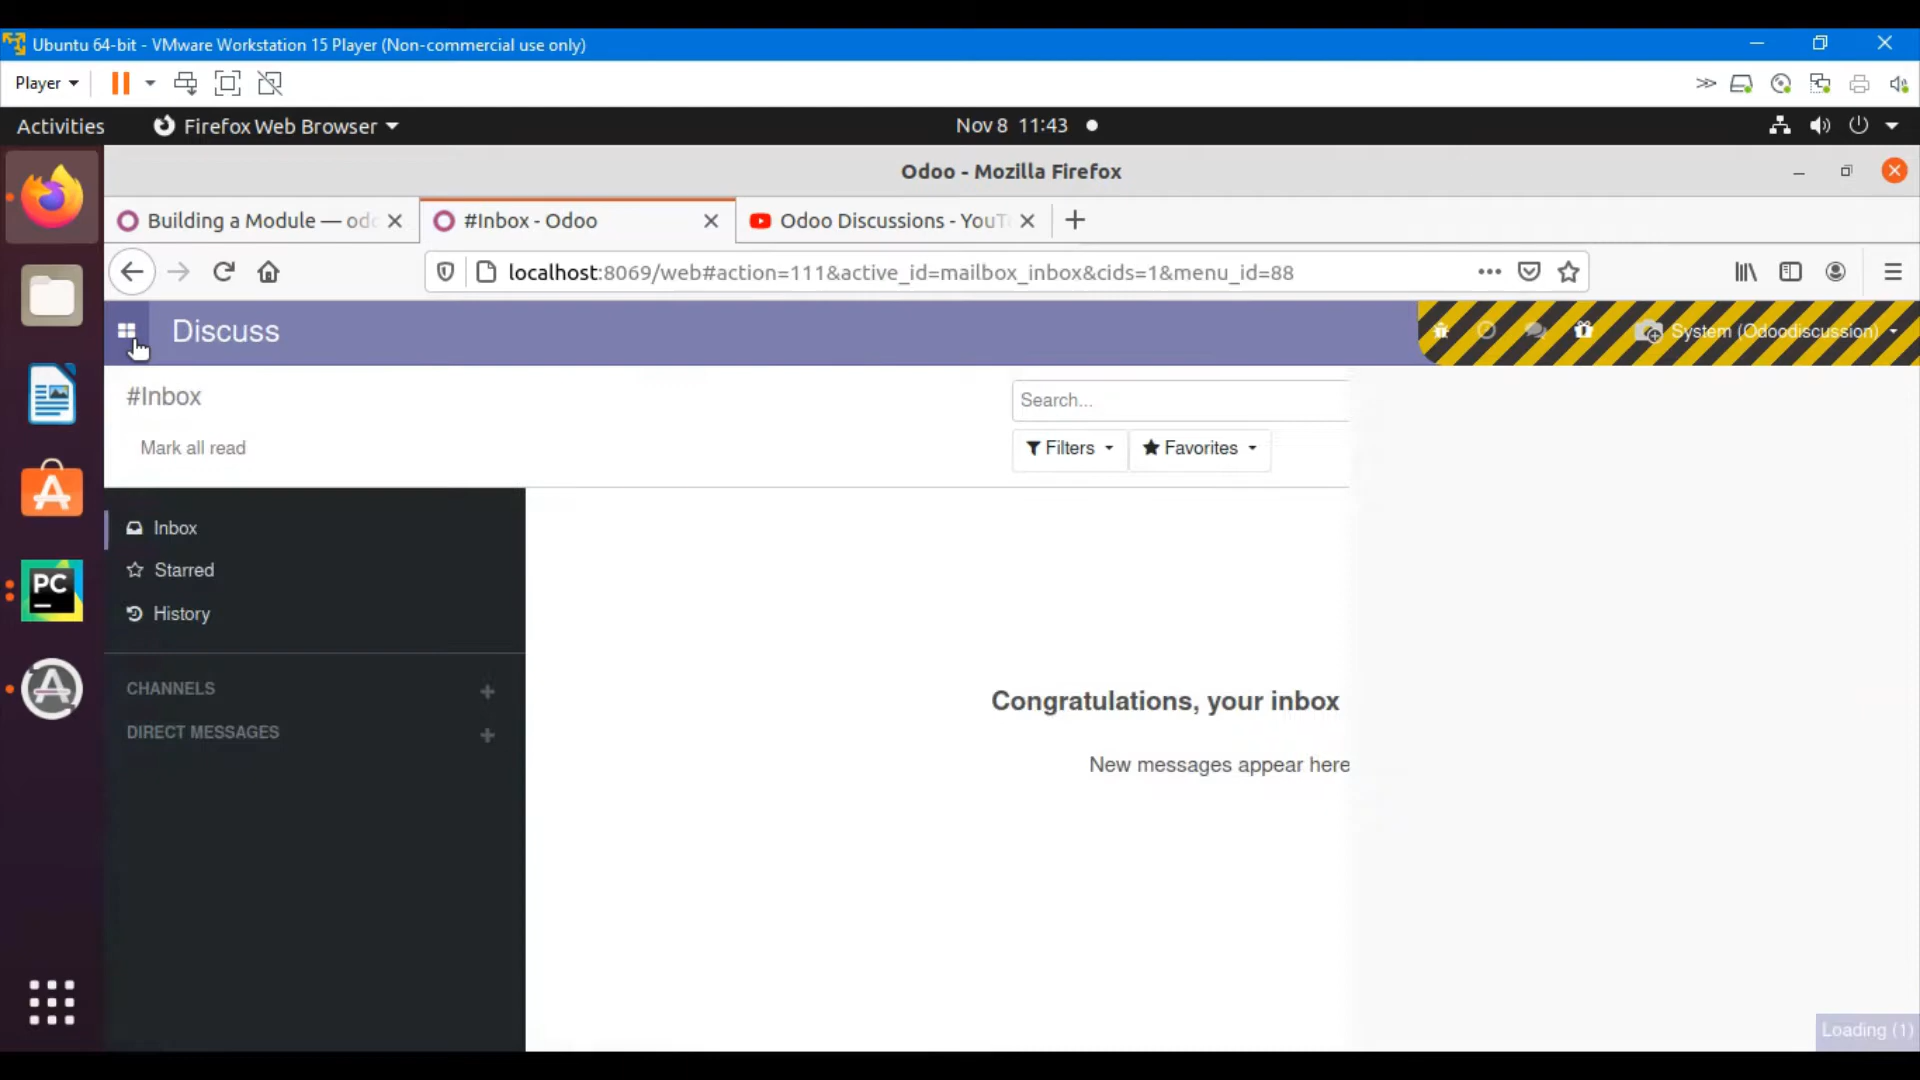 Ubuntu 64-bit - VMware Workstation 15 Player (Non-commercial use only)
Player
Activities
Firefox Web Browser
Nov 8 11:43
Odoo - Mozilla Firefox
Building a Module — odo
#Inbox - Odoo
Odoo Discussions - YouT
localhost:8069/web#action=111&active_id=mailbox_inbox&cids=1&menu_id=88
Discuss
System (Odoodiscussion)
#Inbox
Search...
Mark all read
Filters
Favorites
Inbox
Starred
History
CHANNELS
DIRECT MESSAGES
Congratulations, your inbox
New messages appear here
PC
Loading (1)